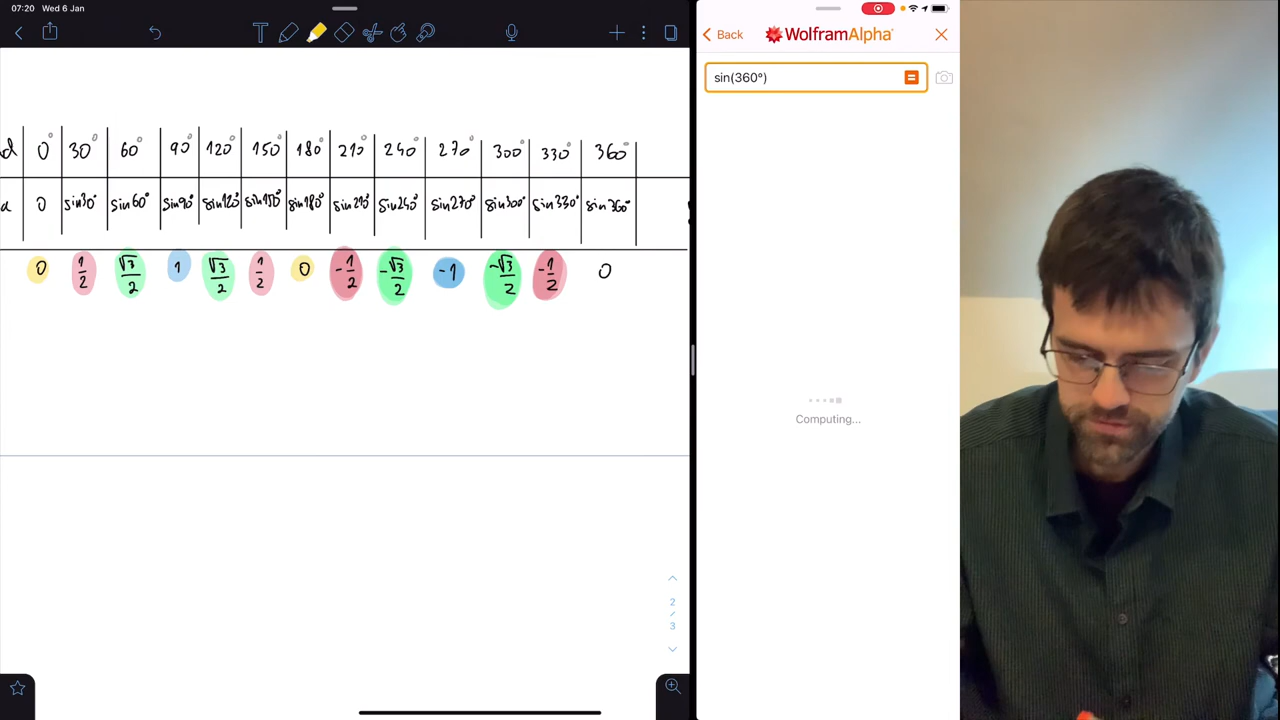 07:20 Wed 6 Jan
Back WolframAlpha
sin(360°)
d 0° 30° 60° 90° 120° 150° 180° 210° 240° 270° 300° 330° 360°
a 0 sin30° sin60° sin90° sin120° sin150° sin180° sin210° sin240° sin270° sin300° sin330° sin360°
0 1/2 √3/2 1 √3/2 1/2 0 -1/2 -√3/2 -1 -√3/2 -1/2 0
Computing...
2
/
3